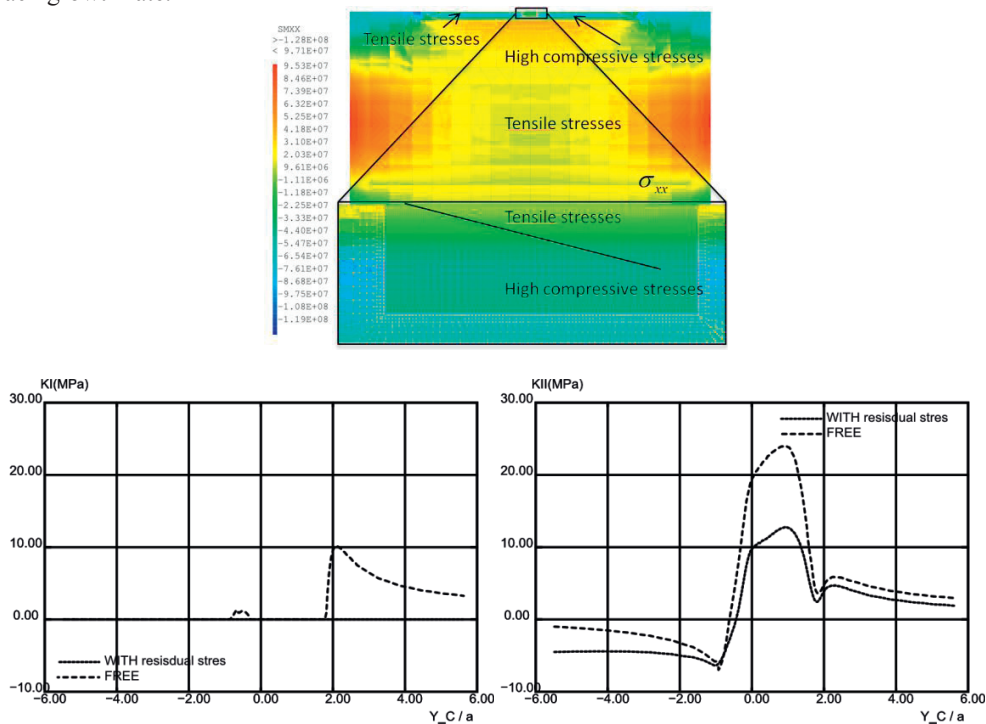 SMXX
>-1.28E+08
< 9.71E+07
9.53E+07
8.46E+07
7.39E+07
6.32E+07
5.25E+07
4.18E+07
3.10E+07
2.03E+07
9.61E+06
-1.11E+06
-1.18E+07
-2.25E+07
-3.33E+07
-4.40E+07
-5.47E+07
-6.54E+07
-7.61E+07
-8.68E+07
-9.75E+07
-1.08E+08
-1.19E+08
Tensile stresses
High compressive stresses
Tensile stresses
σxx
Tensile stresses
High compressive stresses
KI(MPa)
30.00
20.00
10.00
0.00
-10.00
WITH resisdual stres
FREE
-6.00 -4.00 -2.00 0.00 2.00 4.00 6.00
Y_C / a
KII(MPa)
30.00
WITH resisdual stres
FREE
20.00
10.00
0.00
-10.00
-6.00 -4.00 -2.00 0.00 2.00 4.00 6.00
Y_C / a